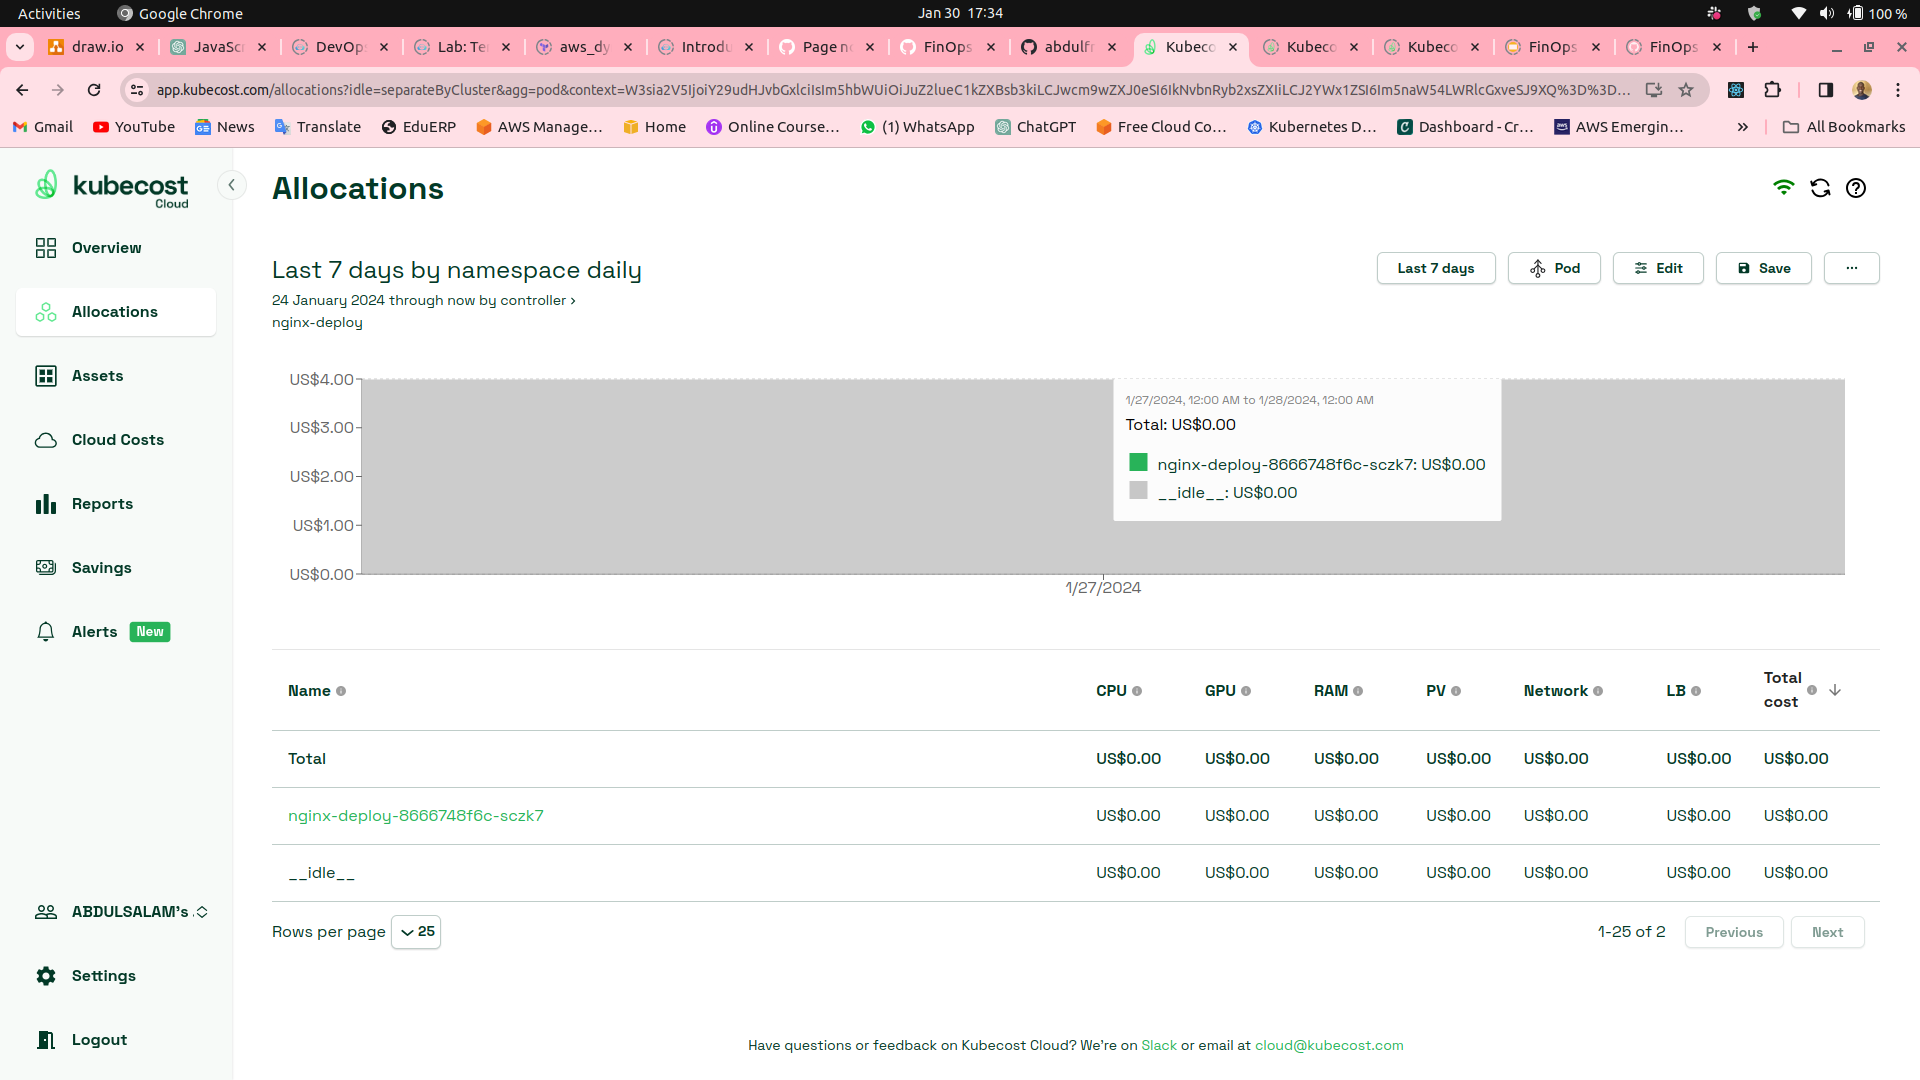 Activities
Google Chrome
Jan 30 17:34
100 %
draw.io
JavaSc
DevOps
Lab: Te
aws_dy
Introdu
Page n
FinOps
abdulfr
Kubeco
Kubeco
Kubeco
FinOps
FinOps
app.kubecost.com/allocations?idle=separateByCluster&agg=pod&context=
Gmail
YouTube
News
Translate
EduERP
AWS Manage...
Home
Online Course...
(1) WhatsApp
ChatGPT
Free Cloud Co...
Kubernetes D...
Dashboard - Cr...
AWS Emergin...
»
All Bookmarks
kubecost
Cloud
Overview
Allocations
Assets
Cloud Costs
Reports
Savings
Alerts New
ABDULSALAM's
Settings
Logout
Allocations
Last 7 days by namespace daily
24 January 2024 through now by controller ›
nginx-deploy
Last 7 days
Pod
Edit
Save
...
US$4.00
US$3.00
US$2.00
US$1.00
US$0.00
1/27/2024
1/27/2024, 12:00 AM to 1/28/2024, 12:00 AM
Total: US$0.00
nginx-deploy-8666748f6c-sczk7: US$0.00
__idle__: US$0.00
Name CPU GPU RAM PV Network LB Total cost
Total US$0.00 US$0.00 US$0.00 US$0.00 US$0.00 US$0.00 US$0.00
nginx-deploy-8666748f6c-sczk7 US$0.00 US$0.00 US$0.00 US$0.00 US$0.00 US$0.00 US$0.00
__idle__ US$0.00 US$0.00 US$0.00 US$0.00 US$0.00 US$0.00 US$0.00
Rows per page 25
1-25 of 2
Previous
Next
Have questions or feedback on Kubecost Cloud? We're on Slack or email at cloud@kubecost.com